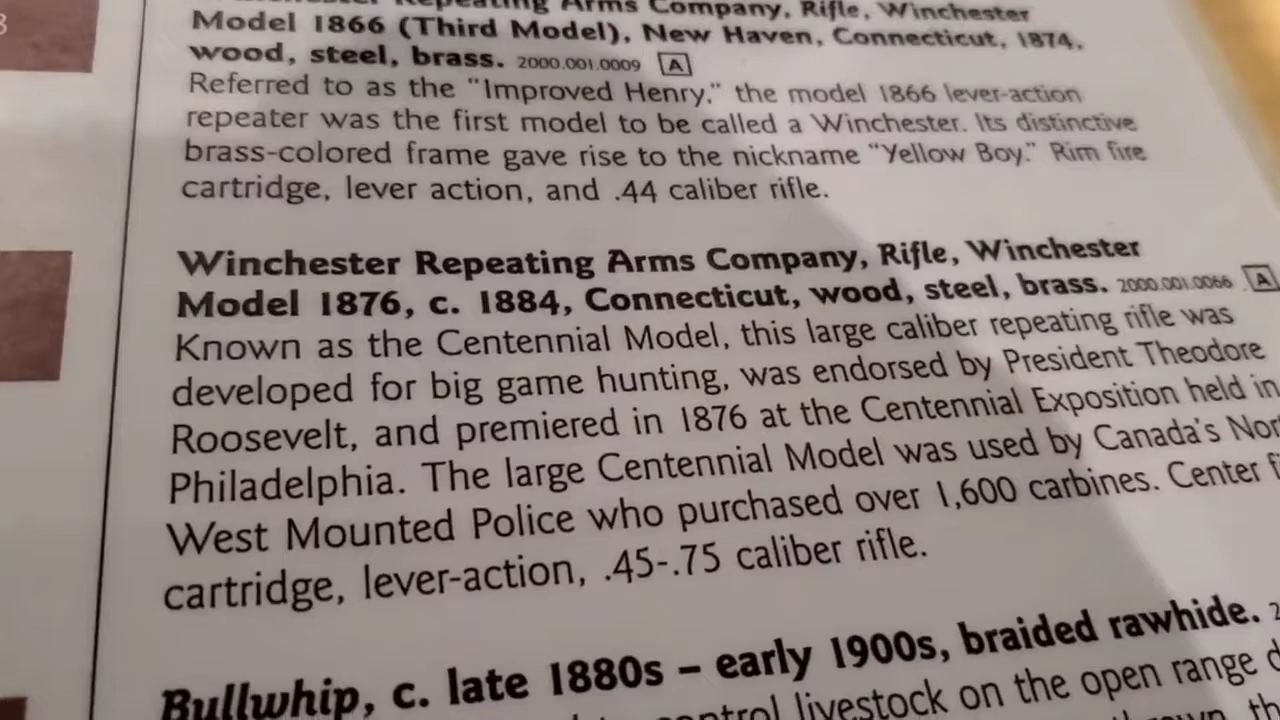 Repeating Arms Company, Rifle, Winchester
Model 1866 (Third Model), New Haven, Connecticut, 1874,
wood, steel, brass. 2000.001.0009 A
Referred to as the “Improved Henry,” the model 1866 lever-action
repeater was the first model to be called a Winchester. Its distinctive
brass-colored frame gave rise to the nickname “Yellow Boy.” Rim fire
cartridge, lever action, and .44 caliber rifle.
Winchester Repeating Arms Company, Rifle, Winchester
Model 1876, c. 1884, Connecticut, wood, steel, brass. 2000.001.0066 A
Known as the Centennial Model, this large caliber repeating rifle was
developed for big game hunting, was endorsed by President Theodore
Roosevelt, and premiered in 1876 at the Centennial Exposition held in
Philadelphia. The large Centennial Model was used by Canada's Nor
West Mounted Police who purchased over 1,600 carbines. Center fi
cartridge, lever-action, .45-.75 caliber rifle.
Bullwhip, c. late 1880s – early 1900s, braided rawhide.
control livestock on the open range